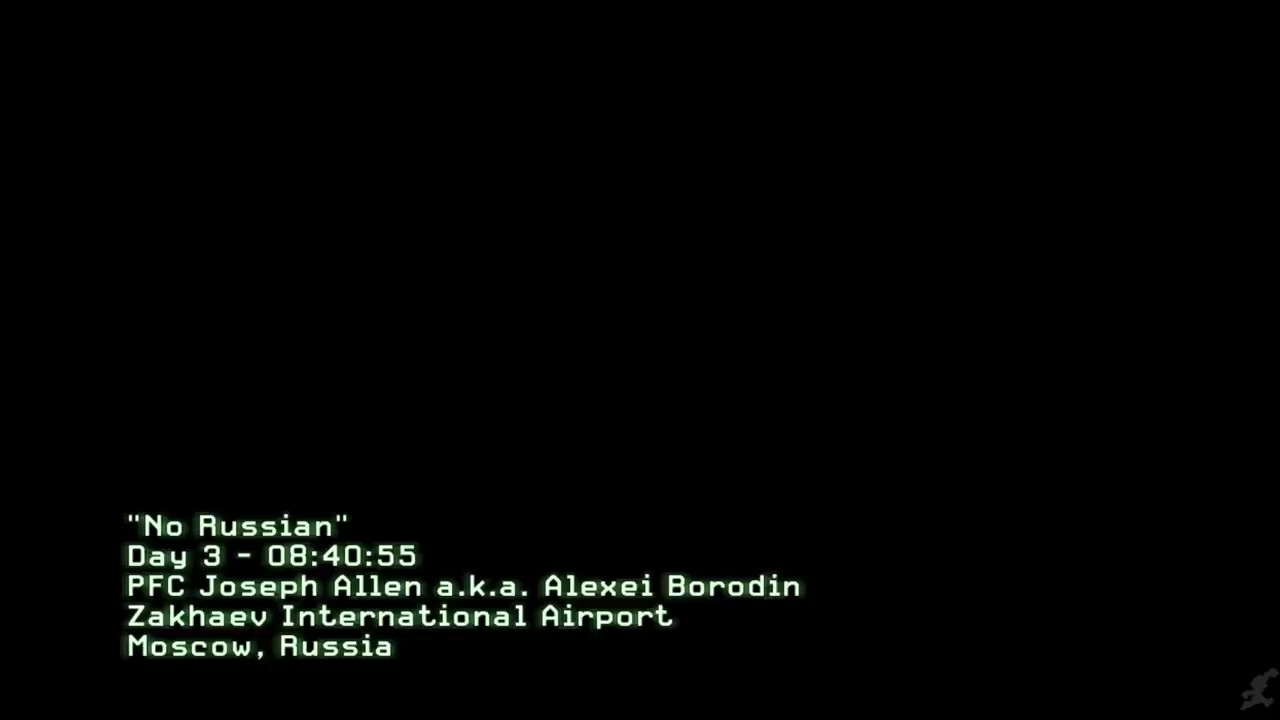 "No Russian"
Day 3 - 08:40:55
PFC Joseph Allen a.k.a. Alexei Borodin
Zakhaev International Airport
Moscow, Russia